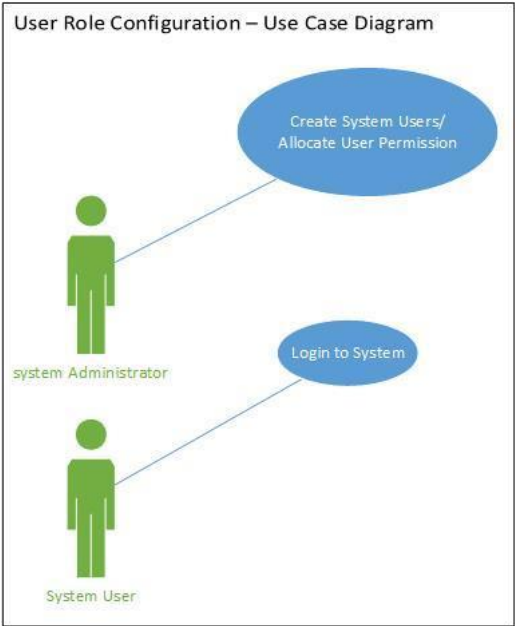 User Role Configuration – Use Case Diagram
Create System Users/
Allocate User Permission
system Administrator
Login to System
System User